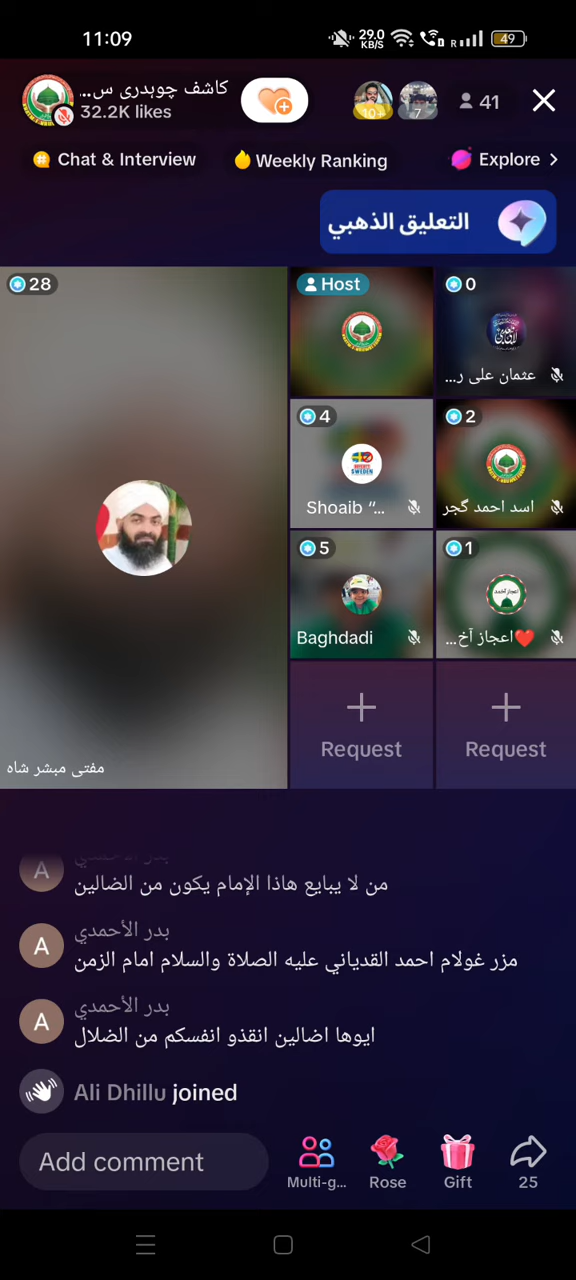 11:09
29.0
KB/S
R
49
کاشف چوہدری س...
32.2K likes
10+
7
41
Chat & Interview
Weekly Ranking
Explore
التعليق الذهبي
28
Host
0
عثمان علی ر...
4
Shoaib “...
2
اسد احمد گجر
5
Baghdadi
1
اعجاز آخ...
اعجاز احمد
Request
Request
مفتی مبشر شاہ
A
من لا يبايع هاذا الإمام يكون من الضالين
بدر الأحمدي
A
مزر غولام احمد القدياني عليه الصلاة والسلام امام الزمن
بدر الأحمدي
A
ايوها اضالين انقذو انفسكم من الضلال
Ali Dhillu joined
Add comment
Multi-g...
Rose
Gift
25